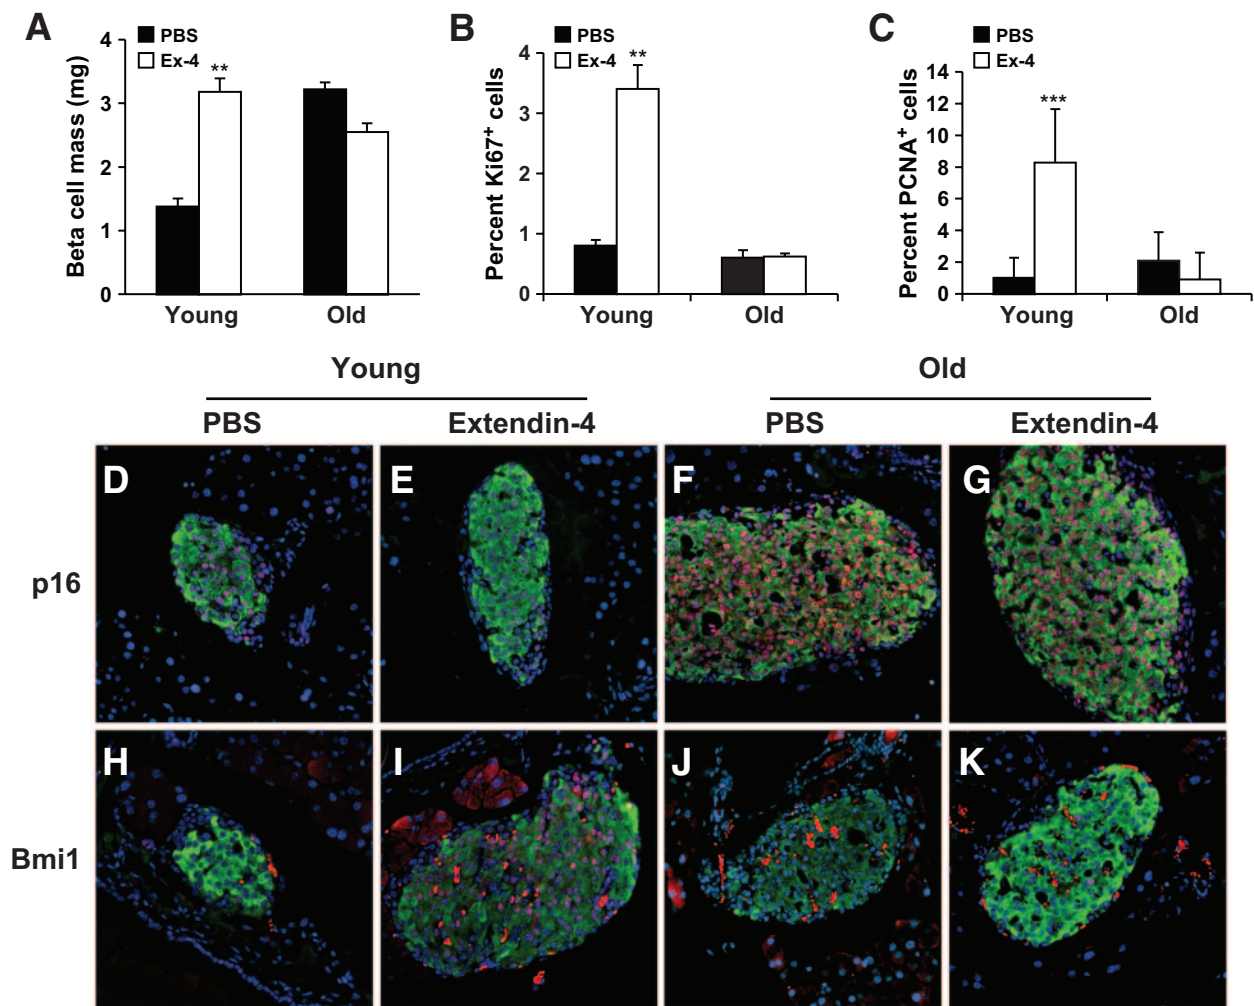 A
PBS
Ex-4
Beta cell mass (mg)
4
3
2
1
0
**
Young
Old
B
PBS
Ex-4
Percent Ki67⁺ cells
4
3
2
1
0
**
Young
Old
C
PBS
Ex-4
Percent PCNA⁺ cells
14
12
10
8
6
4
2
0
***
Young
Old
Young
Old
PBS
Extendin-4
PBS
Extendin-4
p16
D
E
F
G
Bmi1
H
I
J
K